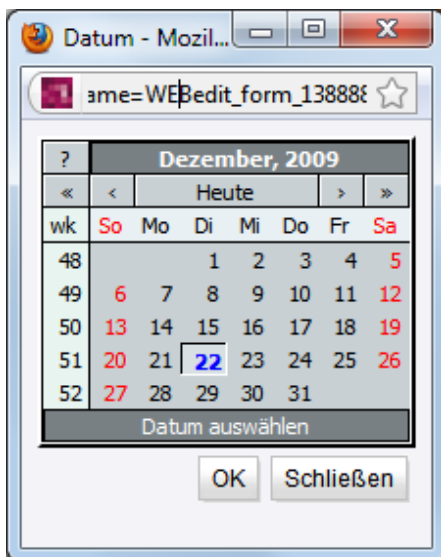 Datum - Mozil...
ame=WEBedit_form_138888
? Dezember, 2009
« ‹ Heute › »
wk So Mo Di Mi Do Fr Sa
48 1 2 3 4 5
49 6 7 8 9 10 11 12
50 13 14 15 16 17 18 19
51 20 21 22 23 24 25 26
52 27 28 29 30 31
Datum auswählen
OK Schließen